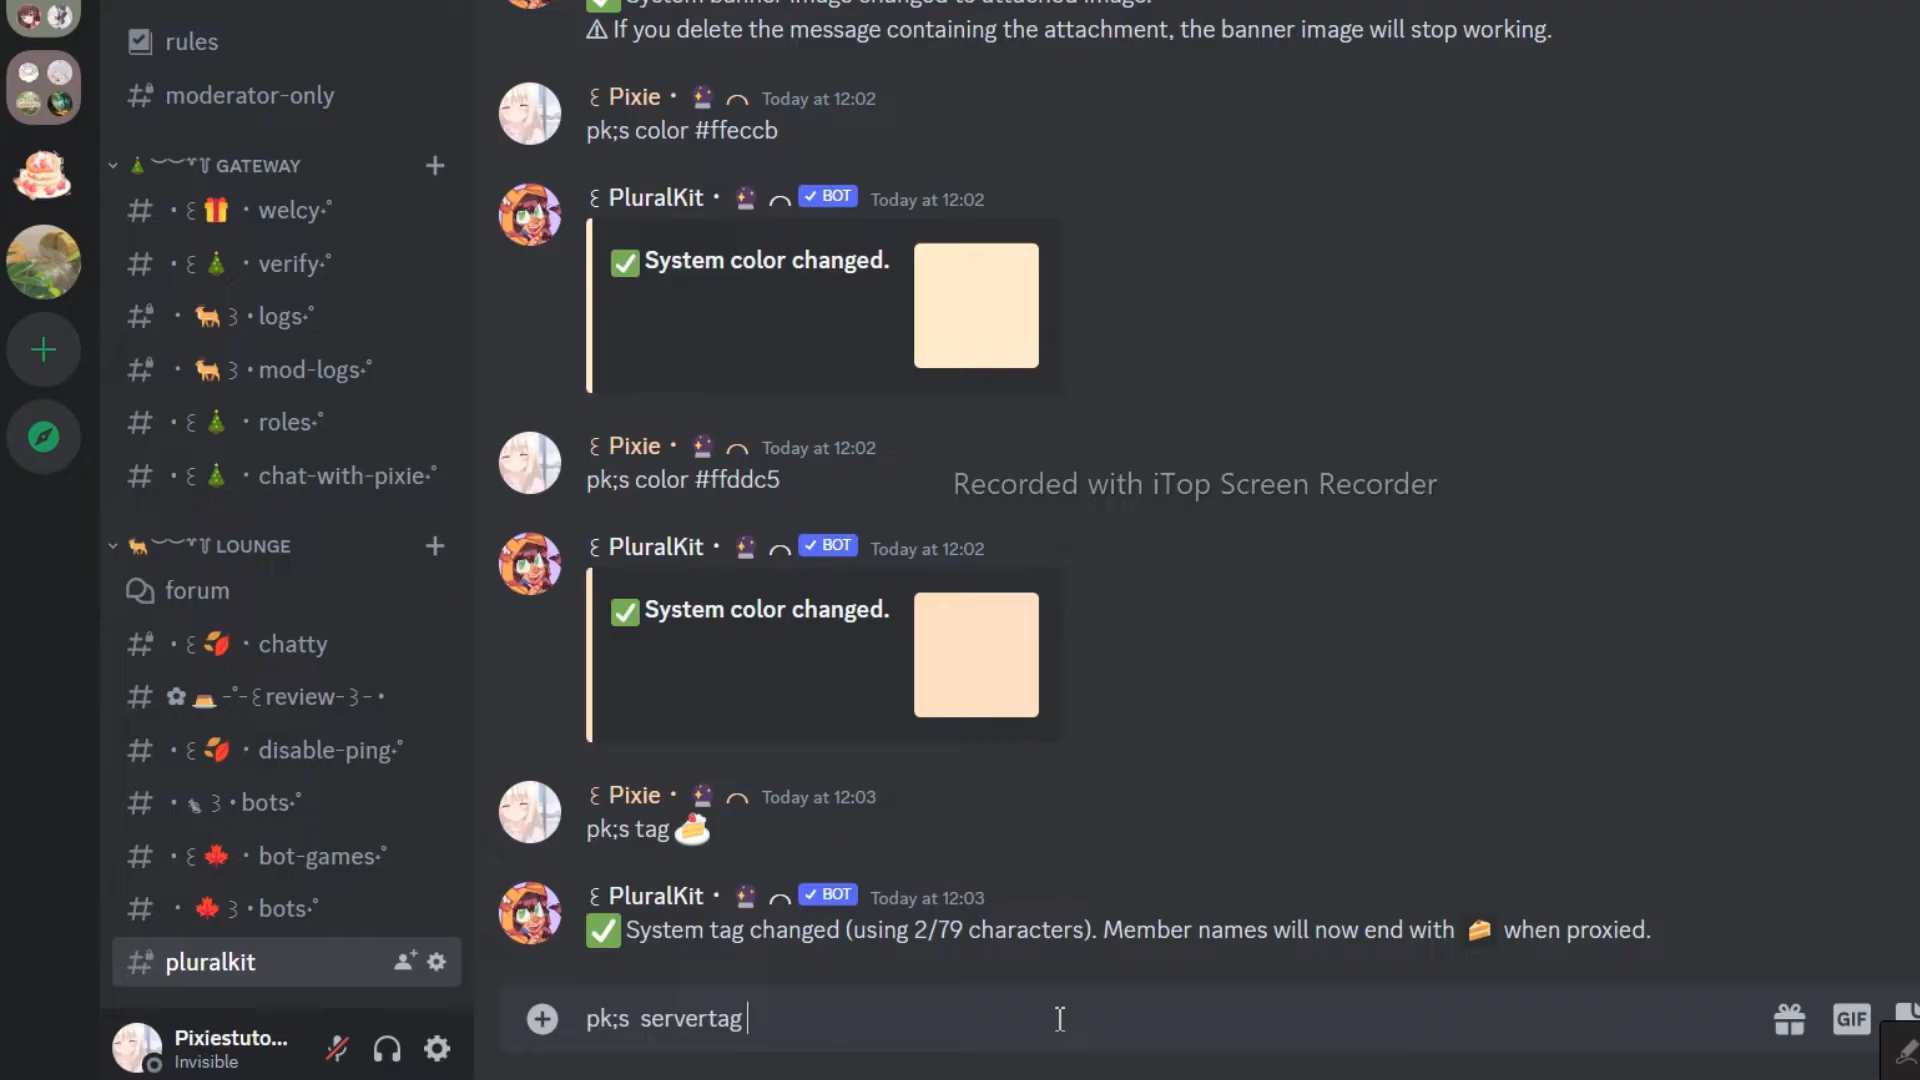 rules
moderator-only
GATEWAY
welcy
verify
logs
mod-logs
roles
chat-with-pixie
LOUNGE
forum
chatty
review
disable-ping
bots
bot-games
bots
pluralkit
Pixiestuto...
Invisible
⚠ If you delete the message containing the attachment, the banner image will stop working.
Pixie Today at 12:02
pk;s color #ffeccb
PluralKit ✓ BOT Today at 12:02
✅ System color changed.
Pixie Today at 12:02
pk;s color #ffddc5
Recorded with iTop Screen Recorder
PluralKit ✓ BOT Today at 12:02
✅ System color changed.
Pixie Today at 12:03
pk;s tag 🍰
PluralKit ✓ BOT Today at 12:03
✅ System tag changed (using 2/79 characters). Member names will now end with 🍰 when proxied.
pk;s  servertag
GIF